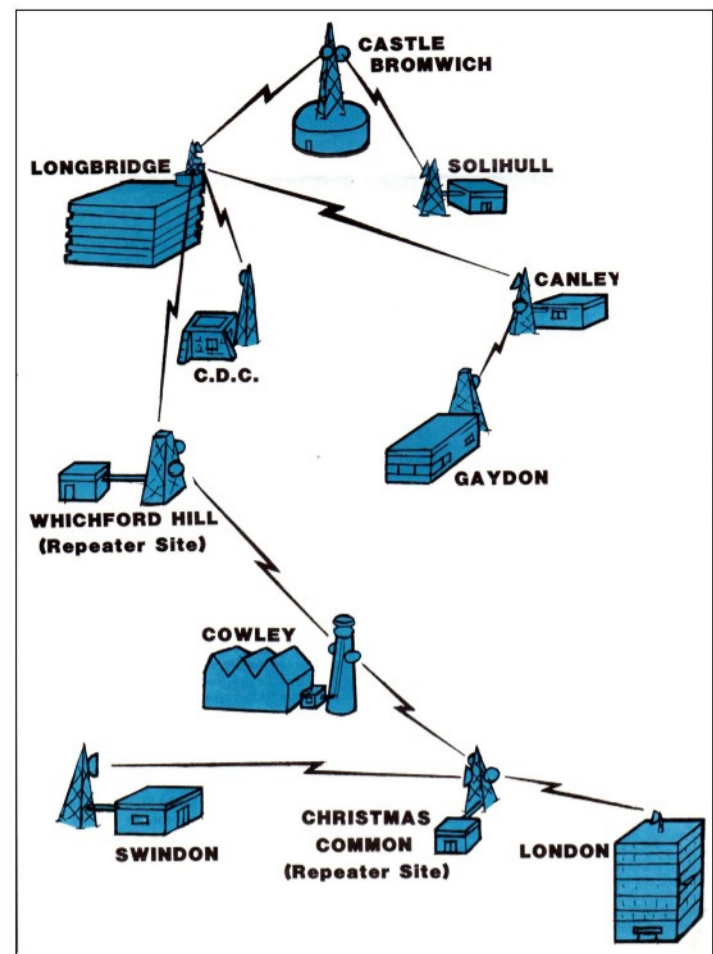 CASTLE
BROMWICH
LONGBRIDGE
SOLIHULL
CANLEY
C.D.C.
GAYDON
WHICHFORD HILL
(Repeater Site)
COWLEY
SWINDON
CHRISTMAS
COMMON
(Repeater Site)
LONDON